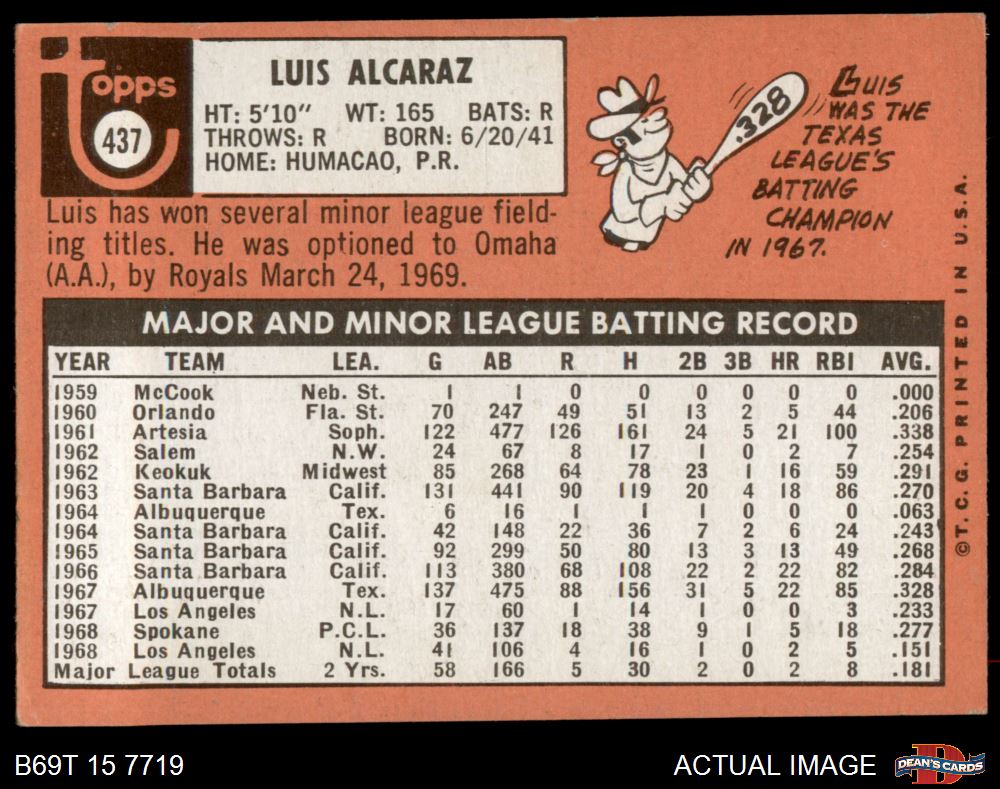 topps
437
LUIS ALCARAZ
HT: 5'10" WT: 165 BATS: R
THROWS: R BORN: 6/20/41
HOME: HUMACAO, P.R.
Luis has won several minor league field-
ing titles. He was optioned to Omaha
(A.A.), by Royals March 24, 1969.
.328
LUIS
WAS THE
TEXAS
LEAGUE'S
BATTING
CHAMPION
IN 1967.
MAJOR AND MINOR LEAGUE BATTING RECORD
YEAR TEAM LEA. G AB R H 2B 3B HR RBI AVG.
1959 McCook Neb. St. 1 1 0 0 0 0 0 0 .000
1960 Orlando Fla. St. 70 247 49 51 13 2 5 44 .206
1961 Artesia Soph. 122 477 126 161 24 5 21 100 .338
1962 Salem N.W. 24 67 8 17 1 0 2 7 .254
1962 Keokuk Midwest 85 268 64 78 23 1 16 59 .291
1963 Santa Barbara Calif. 131 441 90 119 20 4 18 86 .270
1964 Albuquerque Tex. 6 16 1 1 1 0 0 0 .063
1964 Santa Barbara Calif. 42 148 22 36 7 2 6 24 .243
1965 Santa Barbara Calif. 92 299 50 80 13 3 13 49 .268
1966 Santa Barbara Calif. 113 380 68 108 22 2 22 82 .284
1967 Albuquerque Tex. 137 475 88 156 31 5 22 85 .328
1967 Los Angeles N.L. 17 60 1 14 1 0 0 3 .233
1968 Spokane P.C.L. 36 137 18 38 9 1 5 18 .277
1968 Los Angeles N.L. 41 106 4 16 1 0 2 5 .151
Major League Totals 2 Yrs. 58 166 5 30 2 0 2 8 .181
©T.C.G. PRINTED IN U.S.A.
B69T 15 7719
ACTUAL IMAGE
D
DEAN'S CARDS